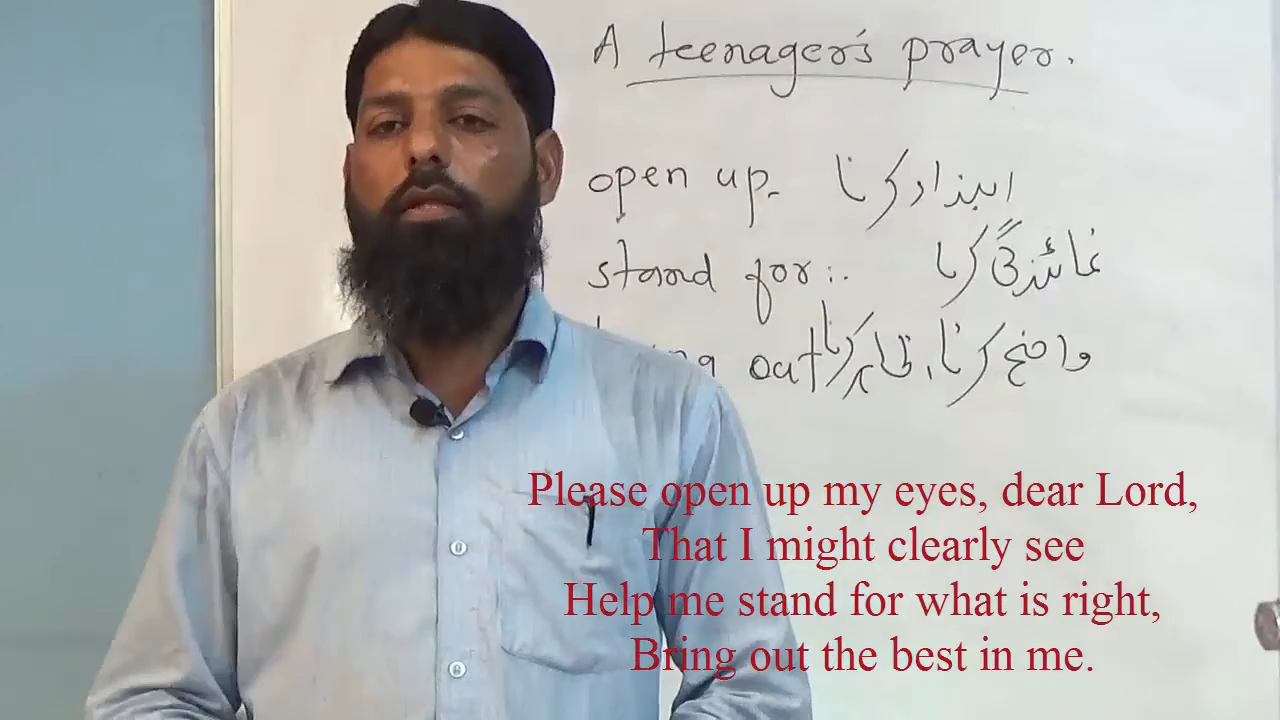 A teenager's prayer.
open up. کرنا
stand for:. نمائندگی کرنا
out واضح کرنا، ظاہر کرنا
Please open up my eyes, dear Lord,
That I might clearly see
Help me stand for what is right,
Bring out the best in me.